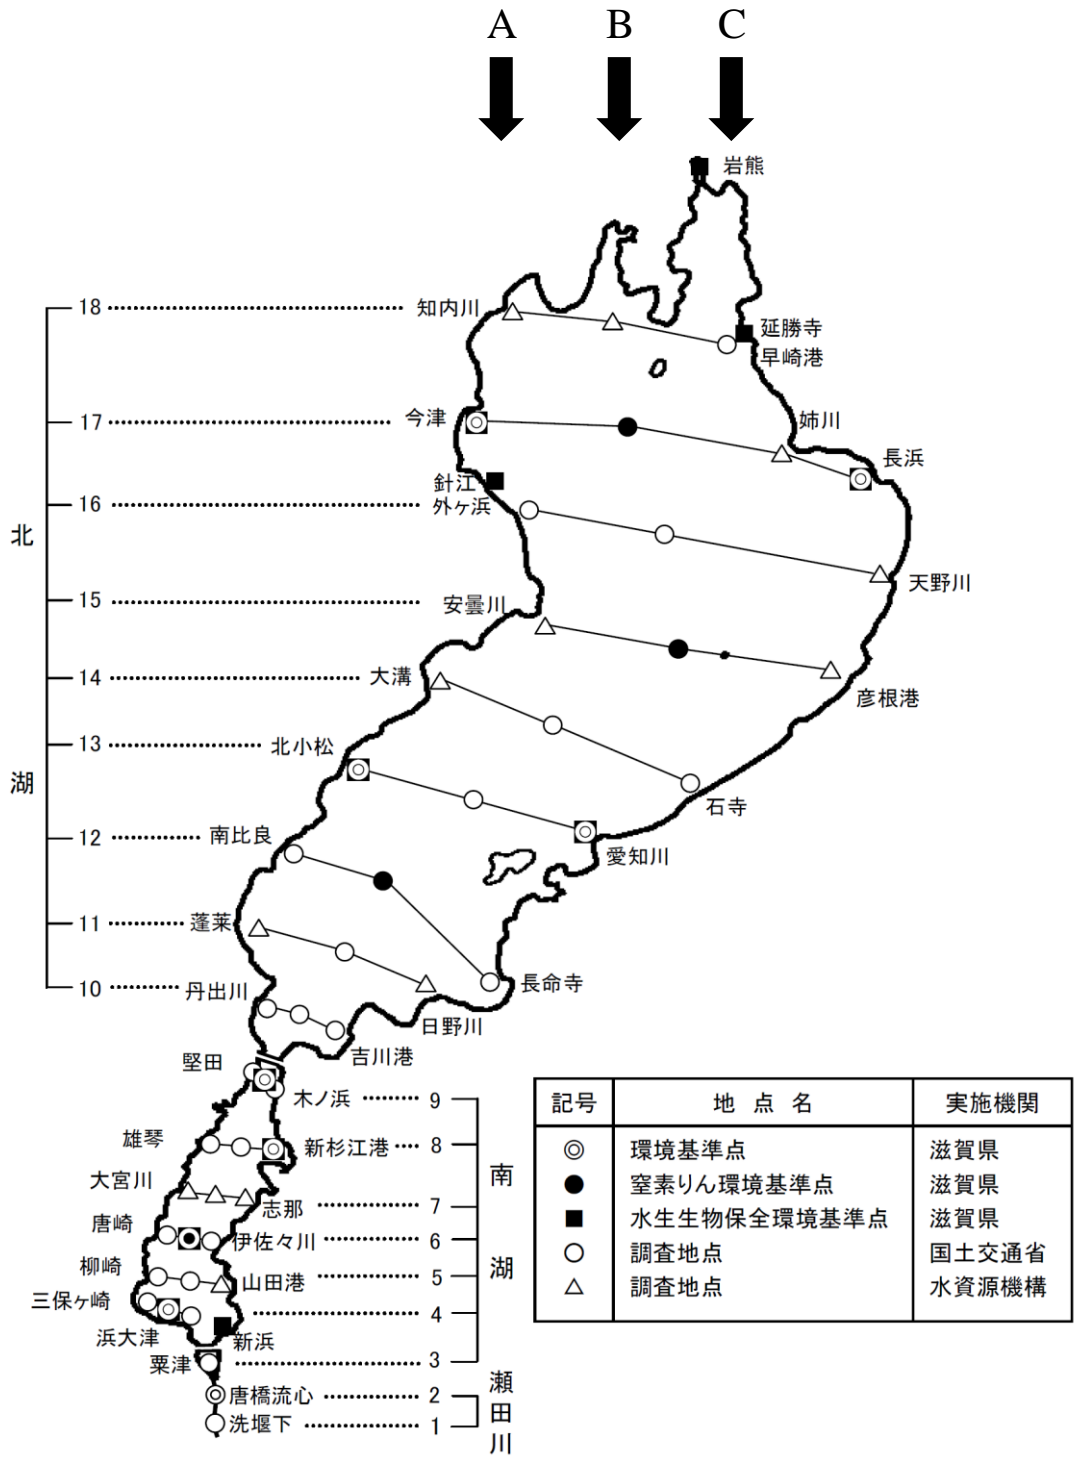 A B C
岩熊
18 知内川
延勝寺
早崎港
17 今津
姉川
長浜
針江
16 外ヶ浜
北
天野川
15 安曇川
14 大溝
彦根港
13 北小松
湖
石寺
12 南比良
愛知川
11 蓬莱
長命寺
10 丹出川
日野川
吉川港
堅田
木ノ浜 9
雄琴
新杉江港 8
南
大宮川
志那 7
唐崎
伊佐々川 6
湖
柳崎
山田港 5
三保ヶ崎
4
浜大津
新浜
粟津 3
唐橋流心 2
洗堰下 1
瀬田川
記号 地点名 実施機関
◎ 環境基準点 滋賀県
● 窒素りん環境基準点 滋賀県
■ 水生生物保全環境基準点 滋賀県
○ 調査地点 国土交通省
△ 調査地点 水資源機構